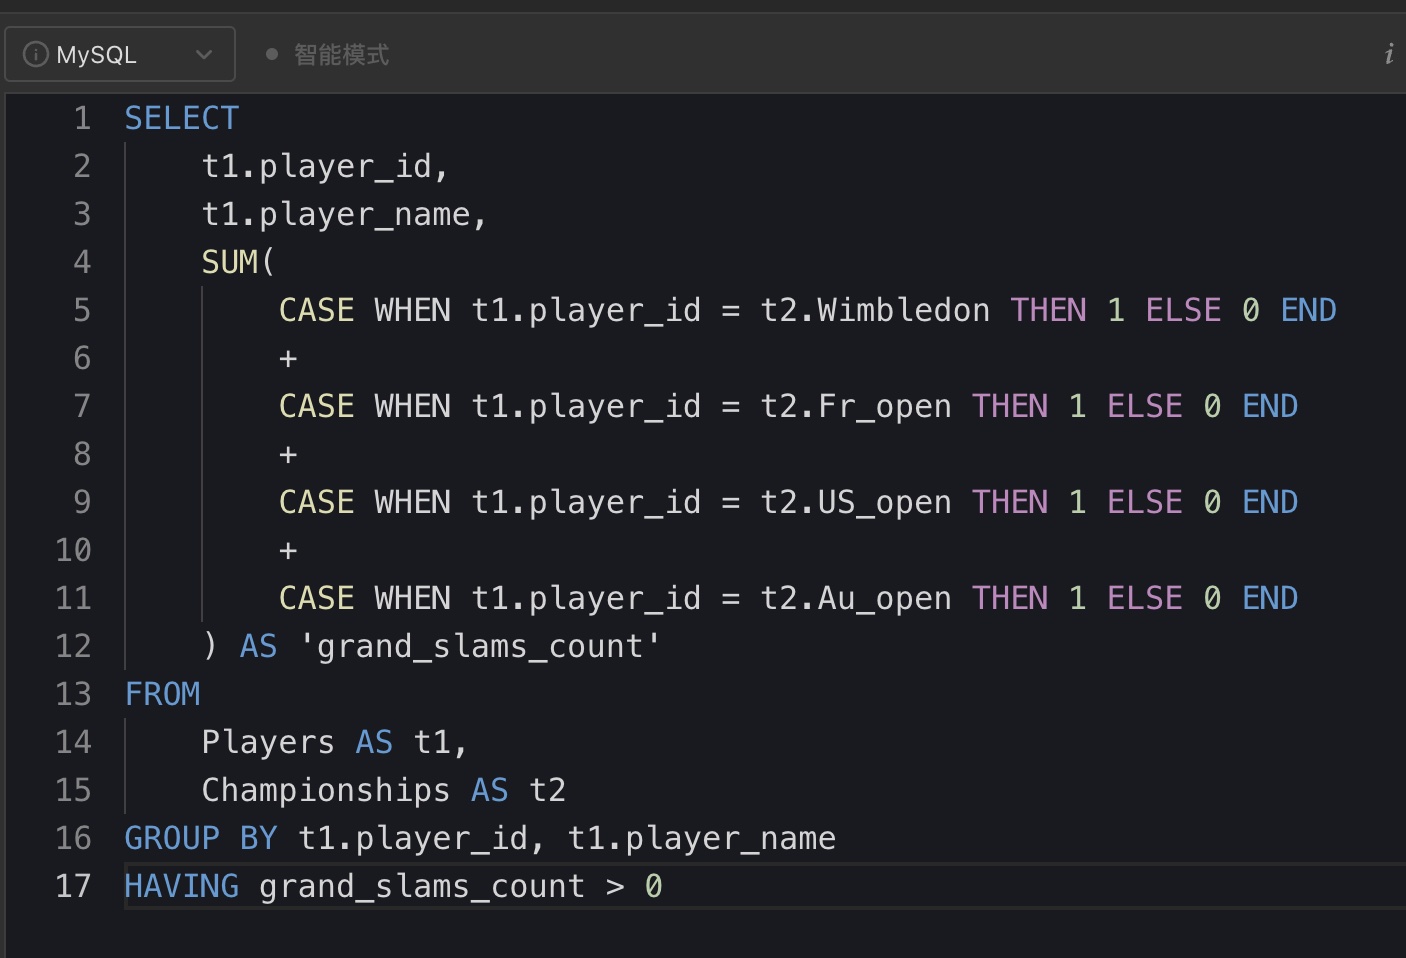 MySQL 智能模式 i
1 SELECT
2     t1.player_id,
3     t1.player_name,
4     SUM(
5         CASE WHEN t1.player_id = t2.Wimbledon THEN 1 ELSE 0 END
6         +
7         CASE WHEN t1.player_id = t2.Fr_open THEN 1 ELSE 0 END
8         +
9         CASE WHEN t1.player_id = t2.US_open THEN 1 ELSE 0 END
10         +
11         CASE WHEN t1.player_id = t2.Au_open THEN 1 ELSE 0 END
12     ) AS 'grand_slams_count'
13 FROM
14     Players AS t1,
15     Championships AS t2
16 GROUP BY t1.player_id, t1.player_name
17 HAVING grand_slams_count > 0